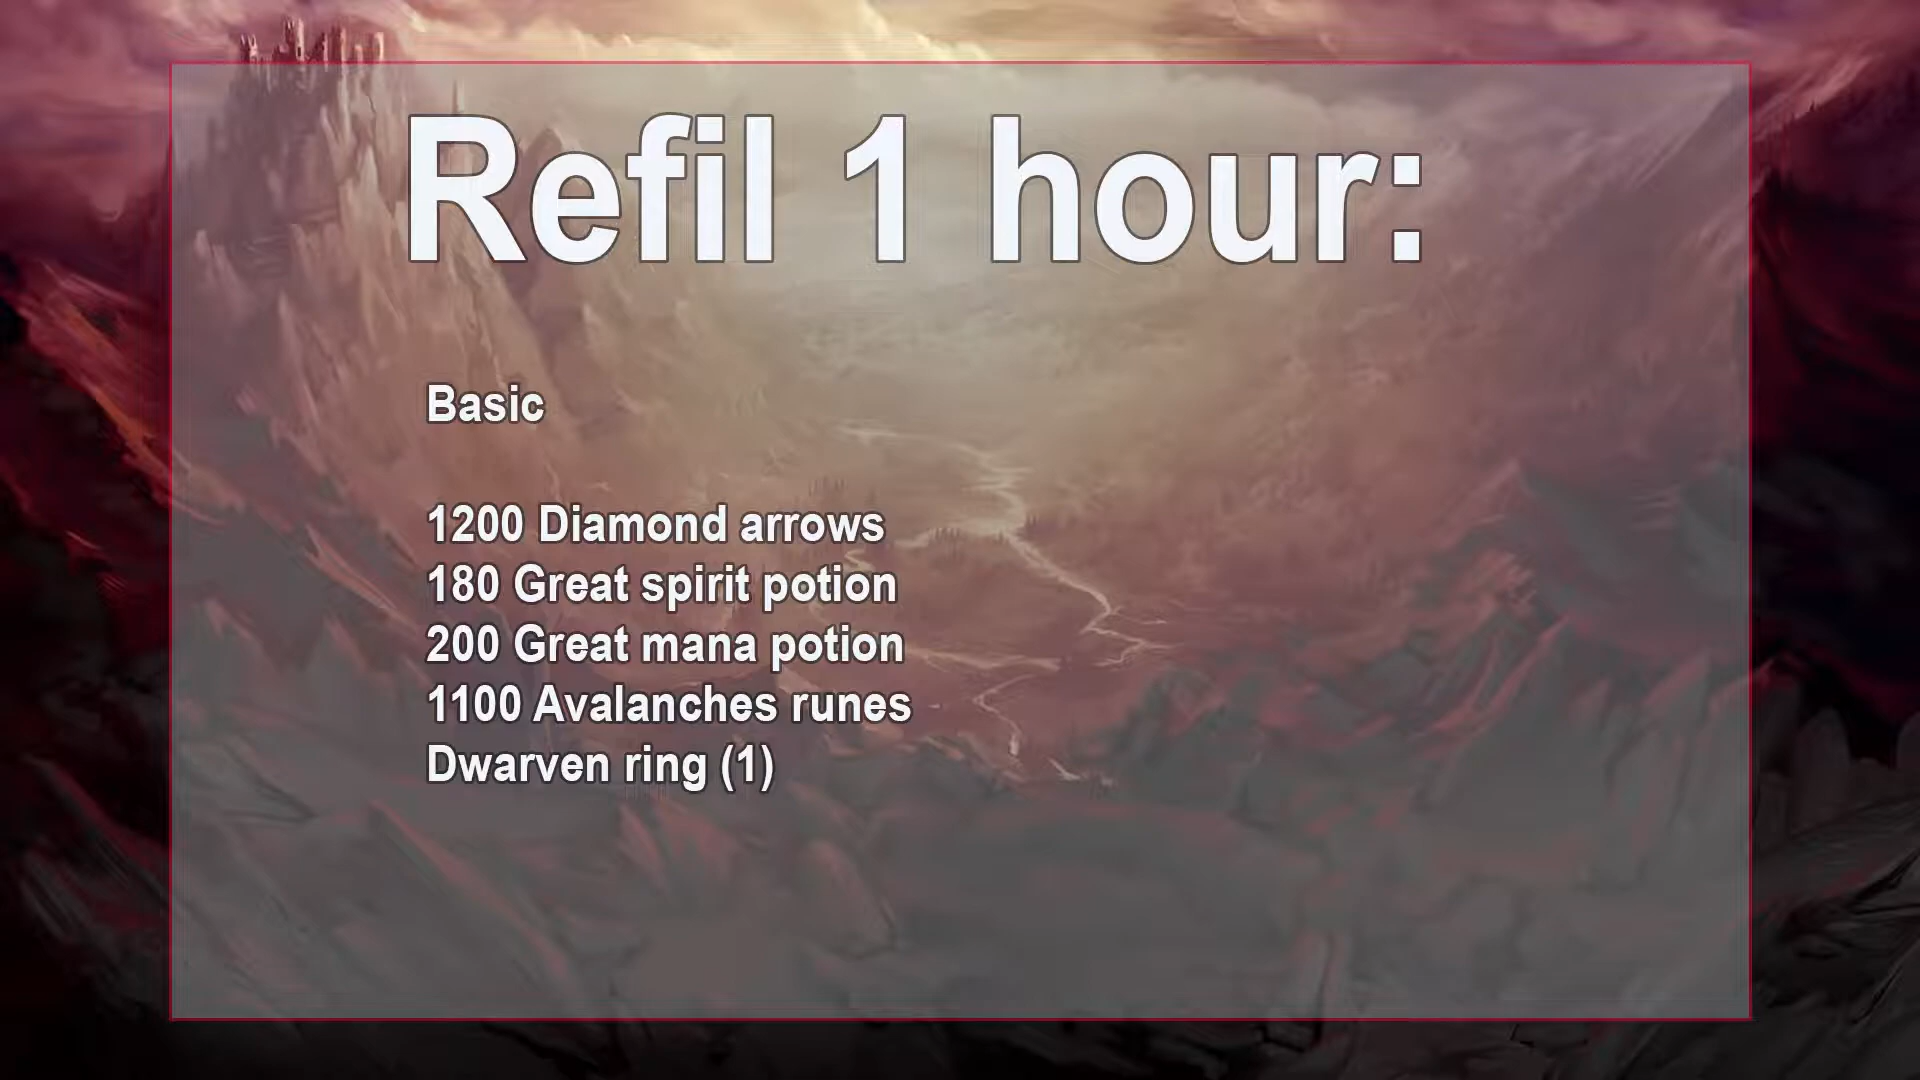 Refil 1 hour:
Basic
1200 Diamond arrows
180 Great spirit potion
200 Great mana potion
1100 Avalanches runes
Dwarven ring (1)